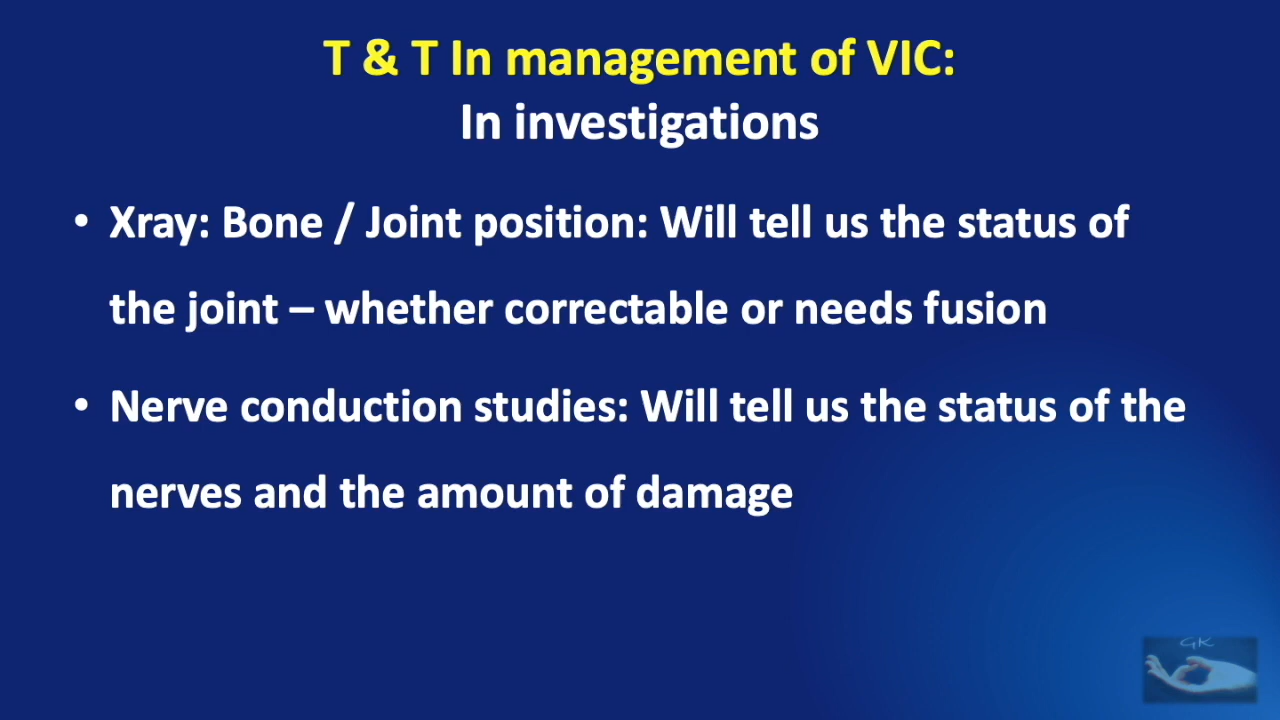 T & T In management of VIC:
In investigations
• Xray: Bone / Joint position: Will tell us the status of
the joint – whether correctable or needs fusion
• Nerve conduction studies: Will tell us the status of the
nerves and the amount of damage
GK